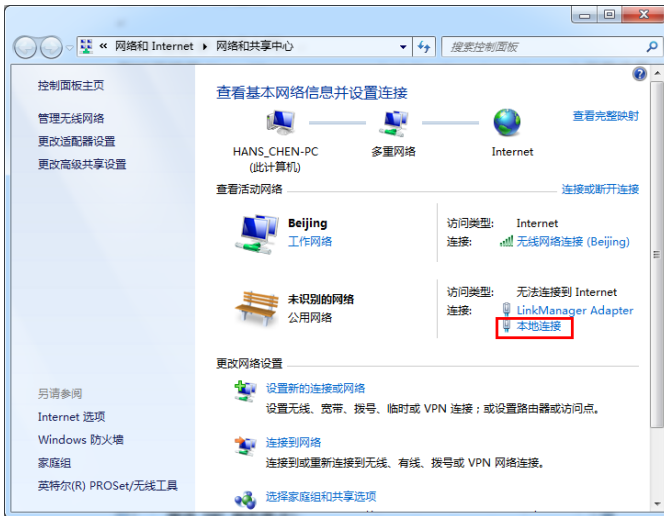 « 网络和 Internet ▸ 网络和共享中心
搜索控制面板
控制面板主页
管理无线网络
更改适配器设置
更改高级共享设置
查看基本网络信息并设置连接
查看完整映射
HANS_CHEN-PC
(此计算机)
多重网络
Internet
查看活动网络
连接或断开连接
Beijing
工作网络
访问类型: Internet
连接: 无线网络连接 (Beijing)
未识别的网络
公用网络
访问类型: 无法连接到 Internet
连接: LinkManager Adapter
本地连接
更改网络设置
设置新的连接或网络
设置无线、宽带、拨号、临时或 VPN 连接；或设置路由器或访问点。
连接到网络
连接到或重新连接到无线、有线、拨号或 VPN 网络连接。
选择家庭组和共享选项
另请参阅
Internet 选项
Windows 防火墙
家庭组
英特尔(R) PROSet/无线工具